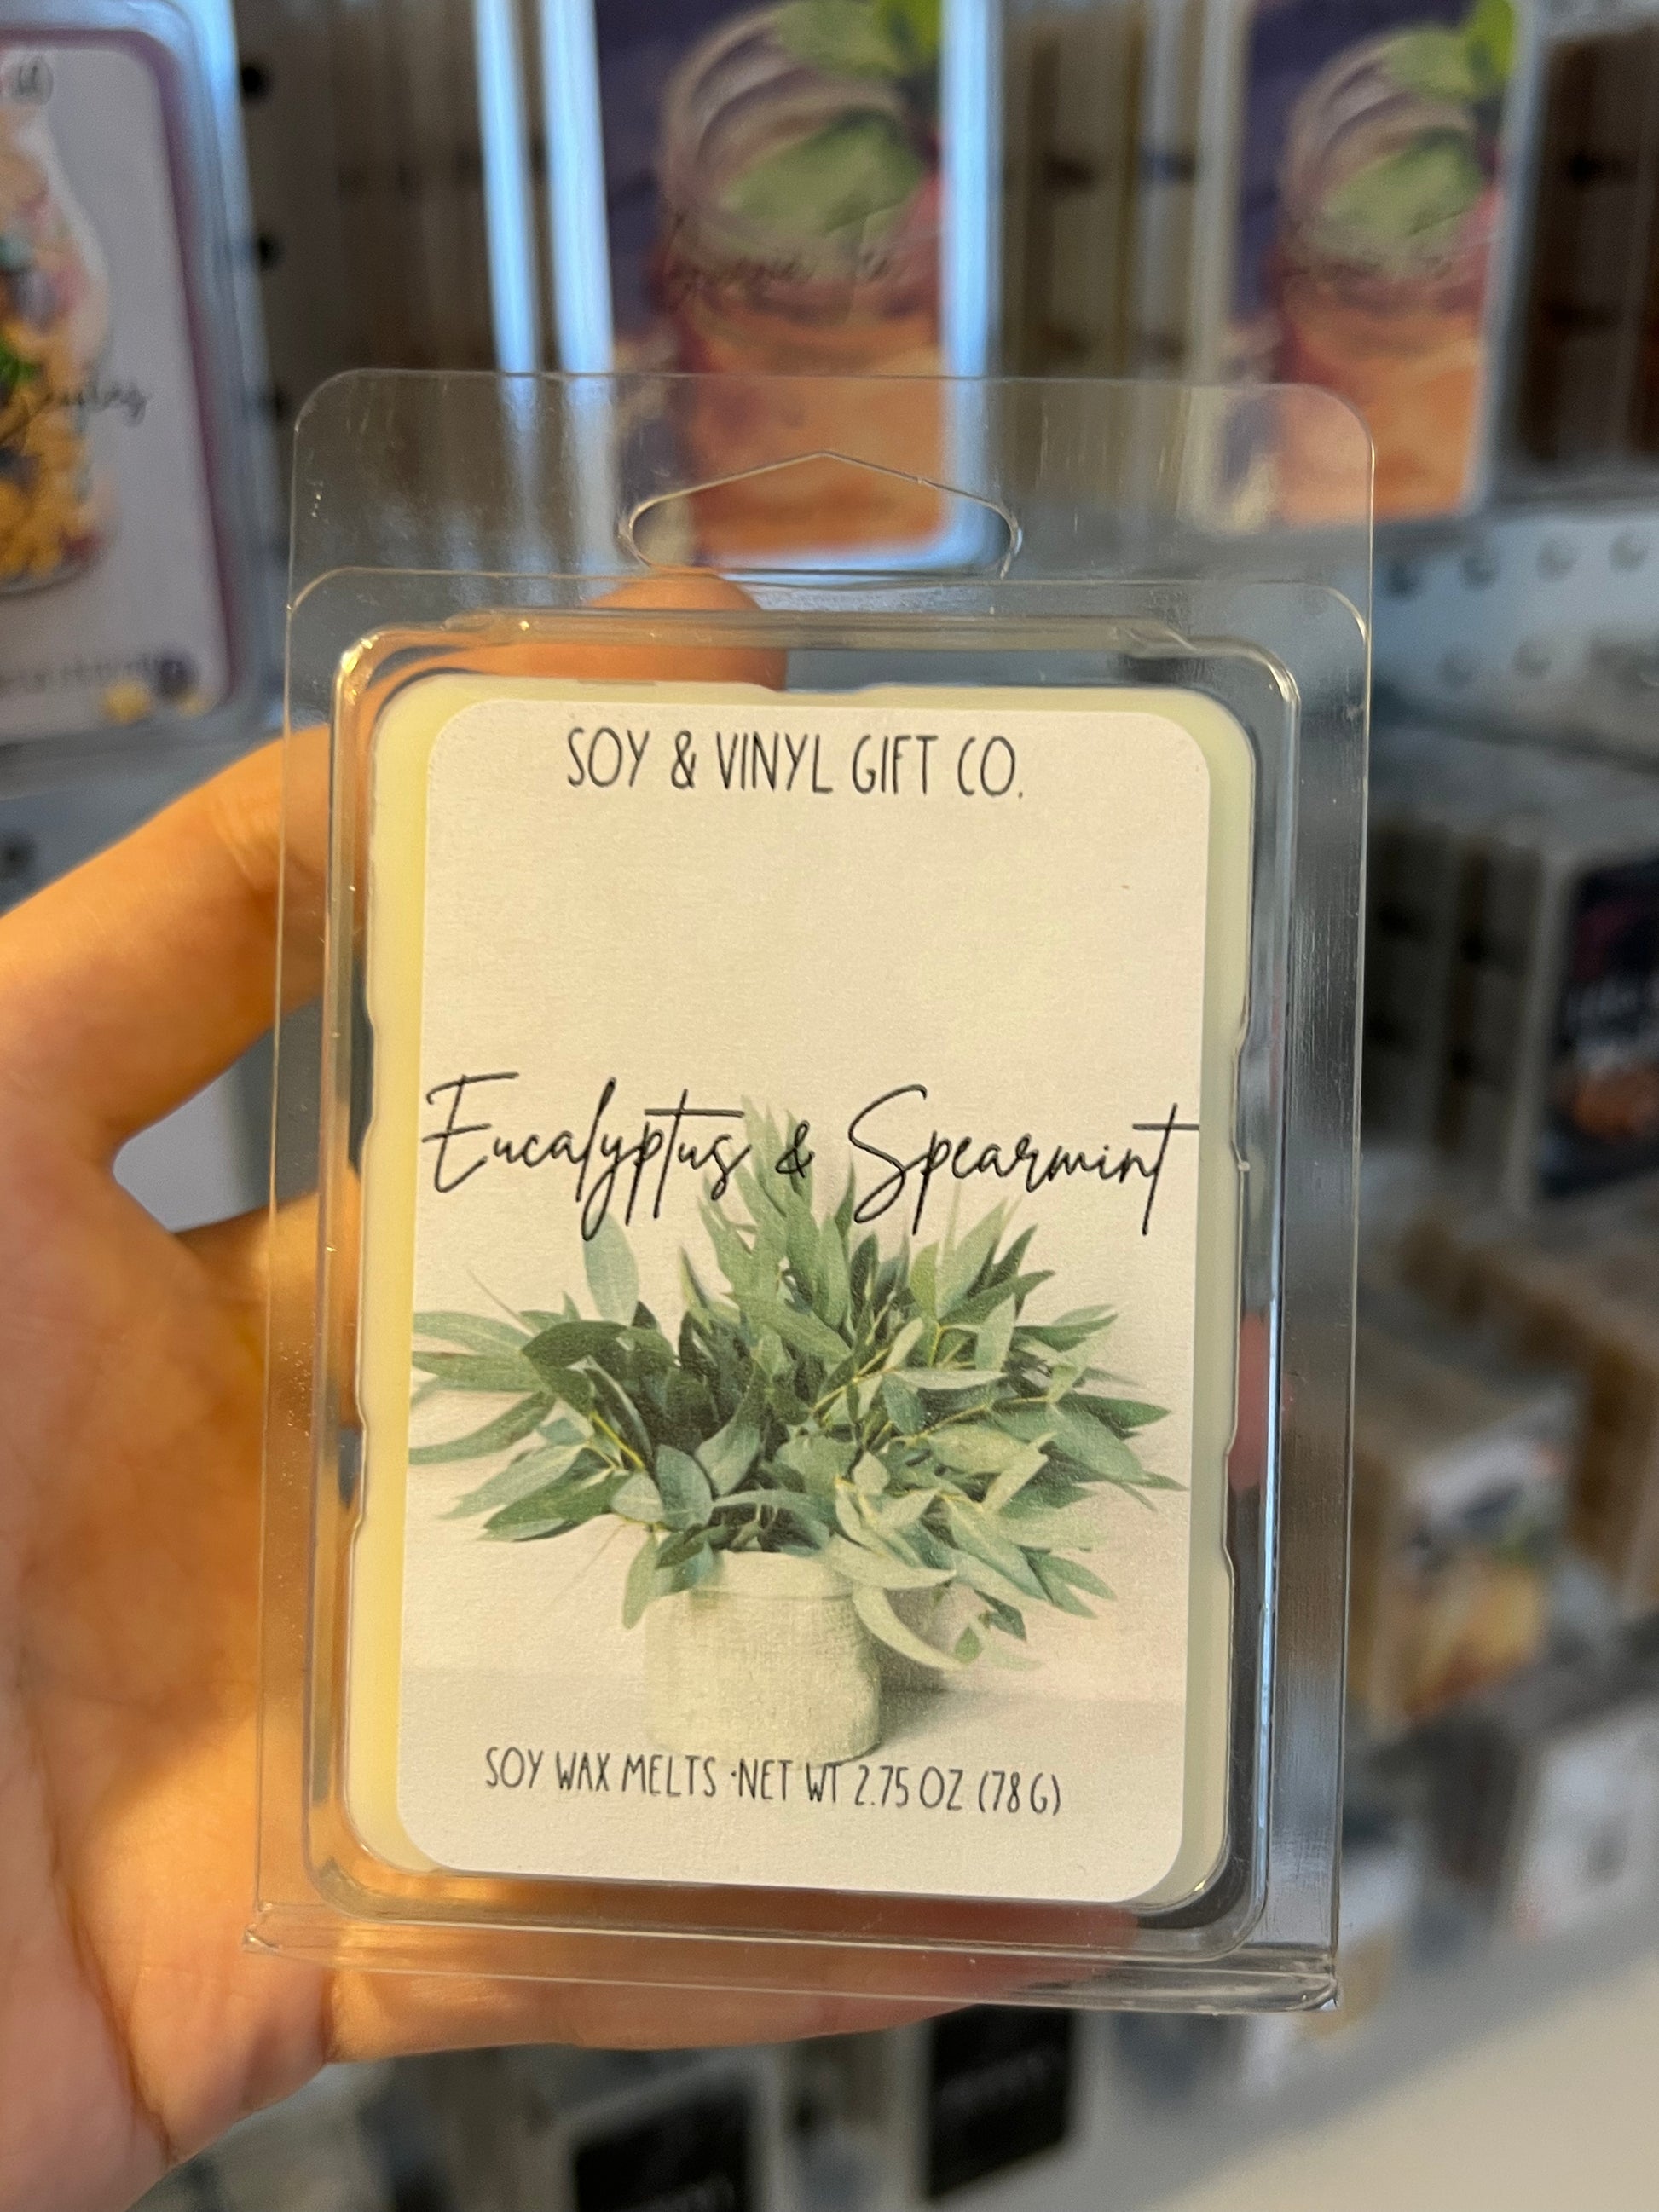 SOY & VINYL GIFT CO.
Eucalyptus & Spearmint
SOY WAX MELTS ·NET WT 2.75 OZ (78 G)